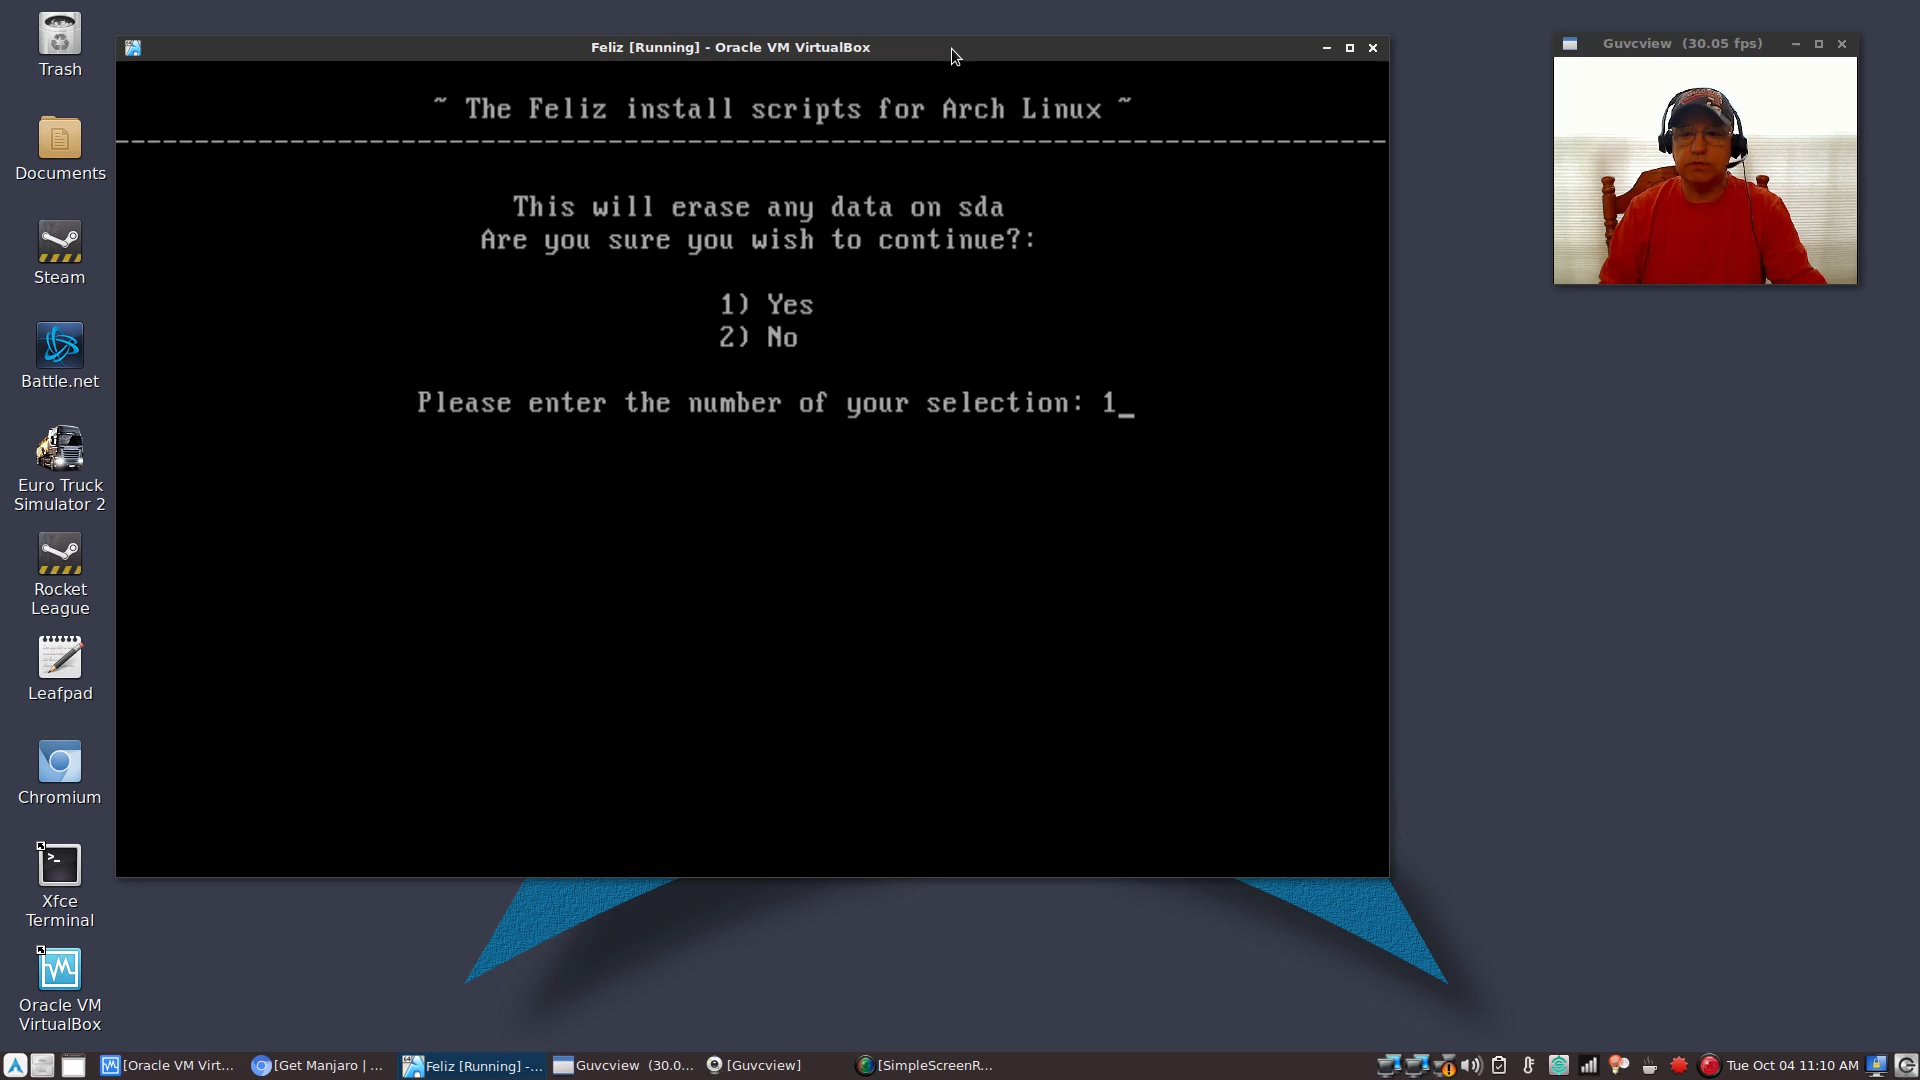 Trash
Documents
Steam
Battle.net
Euro Truck
Simulator 2
Rocket
League
Leafpad
Chromium
Xfce
Terminal
Oracle VM
VirtualBox
Feliz [Running] - Oracle VM VirtualBox
~ The Feliz install scripts for Arch Linux ~
--------------------------------------------------------------------------------
This will erase any data on sda
Are you sure you wish to continue?:
1) Yes
2) No
Please enter the number of your selection: 1_
Guvcview (30.05 fps)
[Oracle VM Virt...
[Get Manjaro | ...
Feliz [Running] -...
Guvcview (30.0...
[Guvcview]
[SimpleScreenR...
Tue Oct 04 11:10 AM